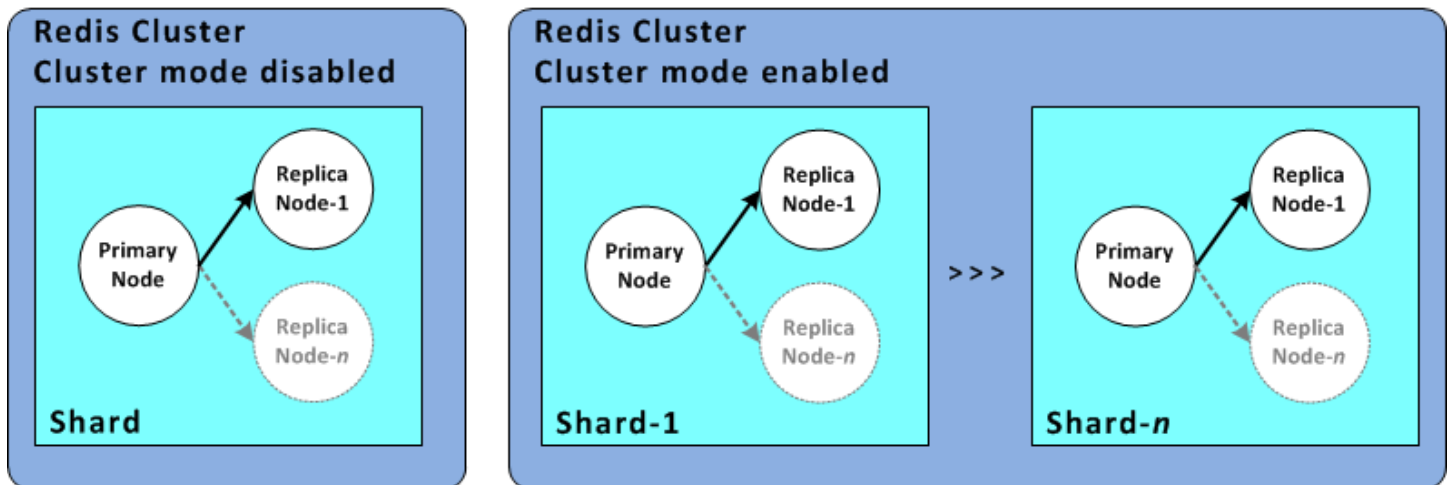 Redis Cluster
Cluster mode disabled
Primary
Node
Replica
Node-1
Replica
Node-n
Shard
Redis Cluster
Cluster mode enabled
Primary
Node
Replica
Node-1
Replica
Node-n
Shard-1
>>>
Primary
Node
Replica
Node-1
Replica
Node-n
Shard-n